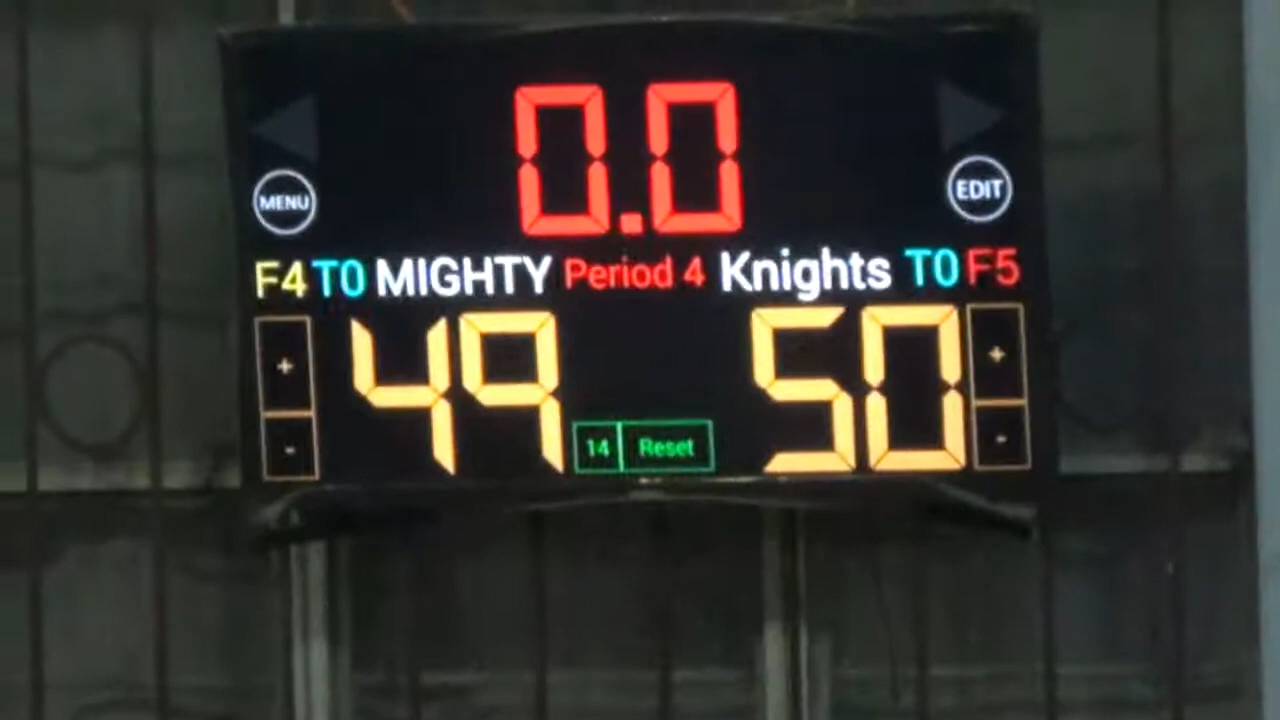 0.0
MENU
EDIT
F4 T0 MIGHTY Period 4 Knights T0 F5
49 50
+ +
14 Reset
- -